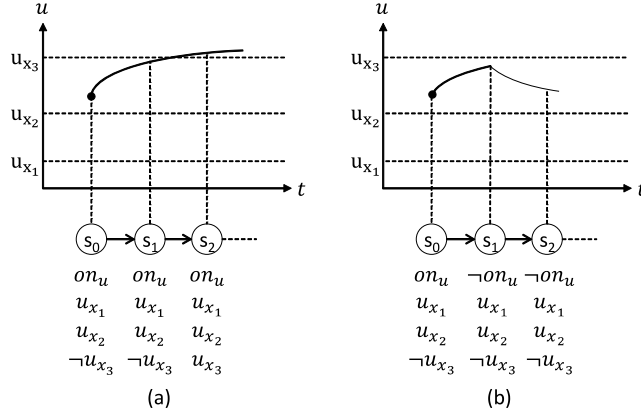 u u
u_{x_3} u_{x_3}
u_{x_2} u_{x_2}
u_{x_1} u_{x_1}
t t
s_0 s_1 s_2 s_0 s_1 s_2
on_u on_u on_u on_u ¬on_u ¬on_u
u_{x_1} u_{x_1} u_{x_1} u_{x_1} u_{x_1} u_{x_1}
u_{x_2} u_{x_2} u_{x_2} u_{x_2} u_{x_2} u_{x_2}
¬u_{x_3} ¬u_{x_3} u_{x_3} ¬u_{x_3} ¬u_{x_3} ¬u_{x_3}
(a) (b)